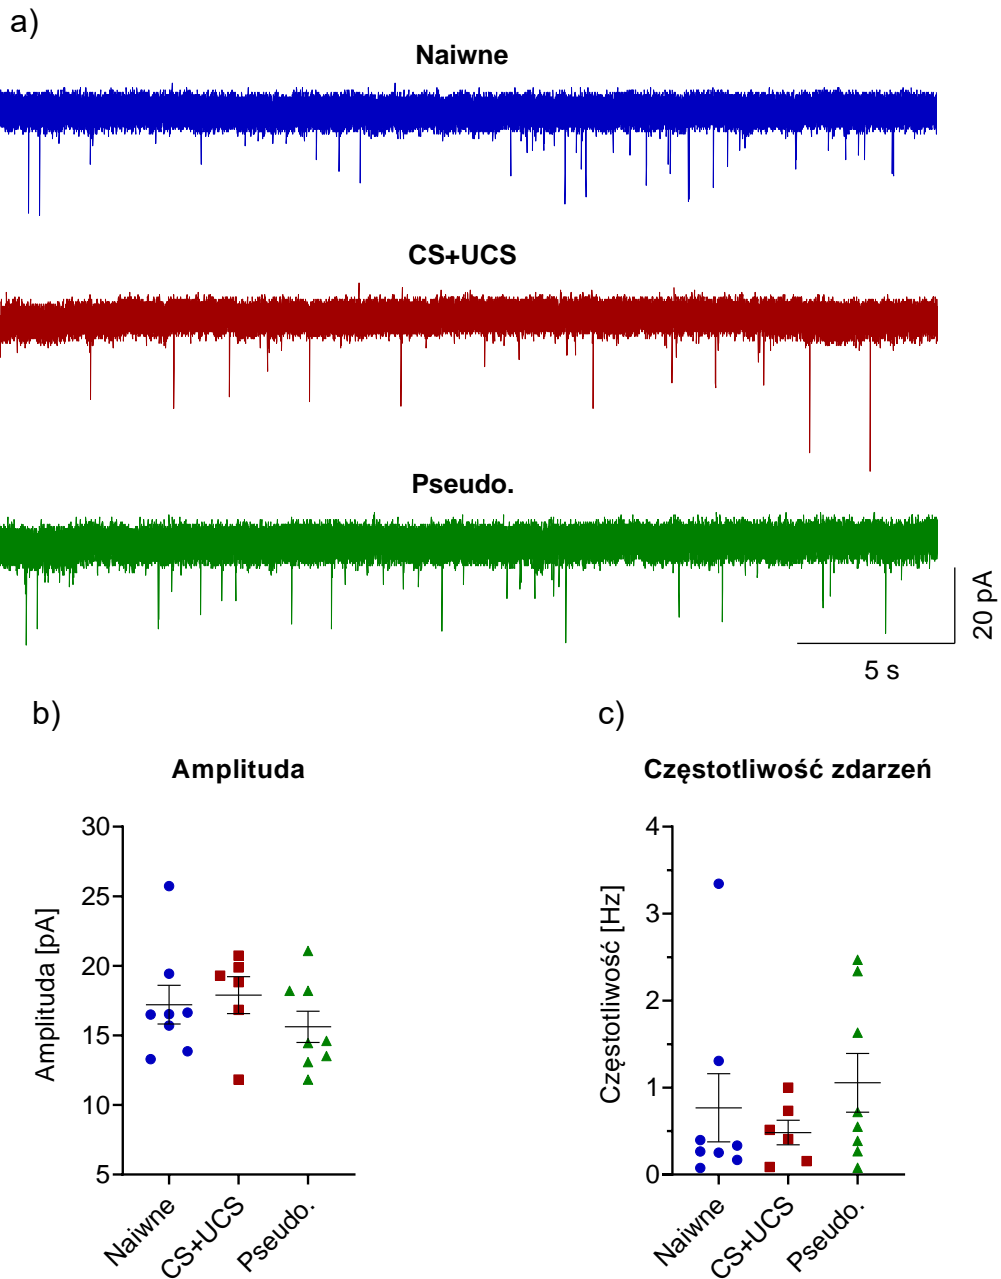 a)
Naiwne
CS+UCS
Pseudo.
20 pA
5 s
b)
c)
Amplituda
Częstotliwość zdarzeń
Amplituda [pA]
30
25
20
15
10
5
Naiwne
CS+UCS
Pseudo.
Częstotliwość [Hz]
4
3
2
1
0
Naiwne
CS+UCS
Pseudo.